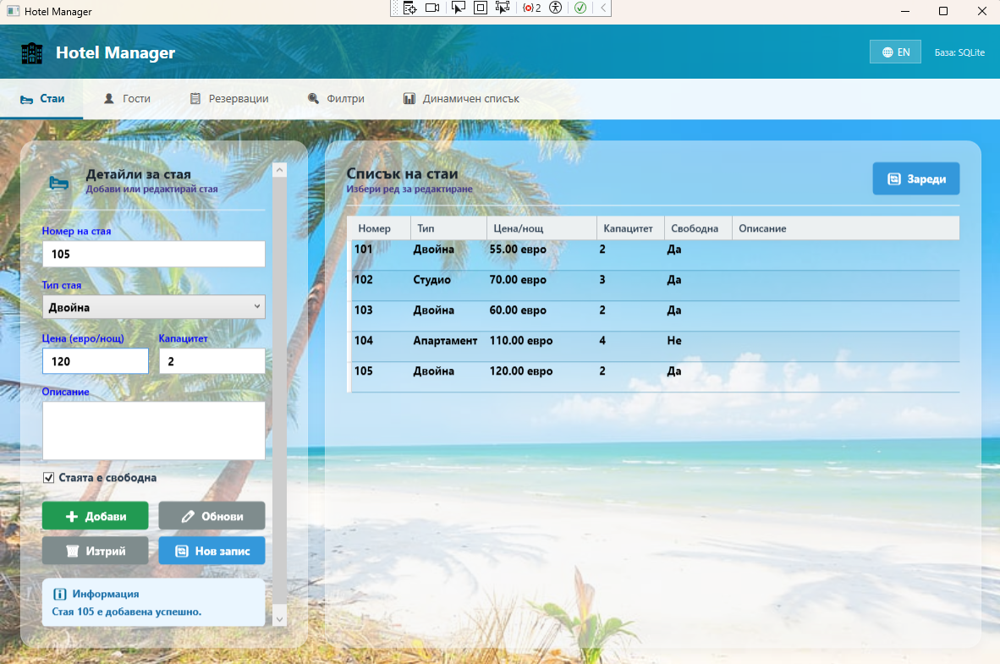 Hotel Manager
2
Hotel Manager
EN
База: SQLite
Стаи
Гости
Резервации
Филтри
Динамичен списък
Детайли за стая
Добави или редактирай стая
Номер на стая
105
Тип стая
Двойна
Цена (евро/нощ) Капацитет
120 2
Описание
Стаята е свободна
Добави
Обнови
Изтрий
Нов запис
Информация
Стая 105 е добавена успешно.
Списък на стаи
Избери ред за редактиране
Зареди
Номер Тип Цена/нощ Капацитет Свободна Описание
101 Двойна 55.00 евро 2 Да
102 Студио 70.00 евро 3 Да
103 Двойна 60.00 евро 2 Да
104 Апартамент 110.00 евро 4 Не
105 Двойна 120.00 евро 2 Да